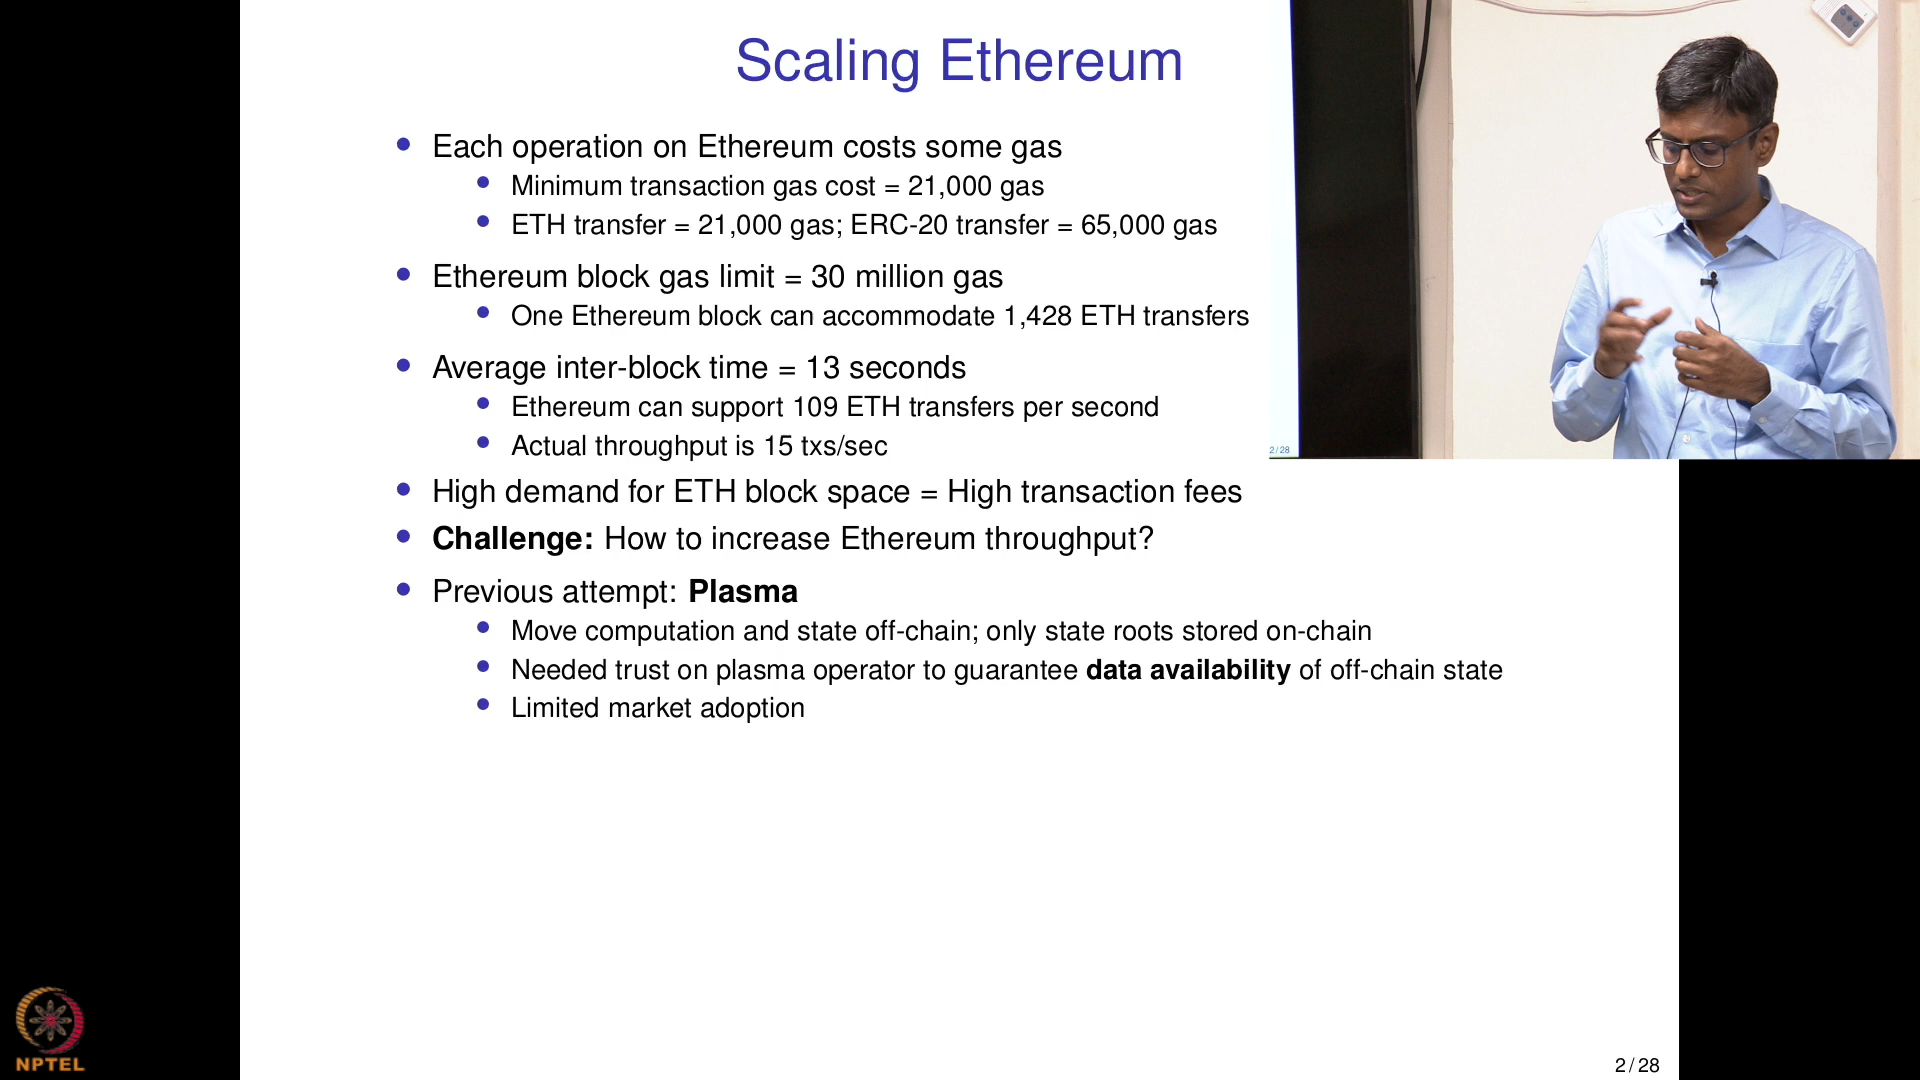 Scaling Ethereum
Each operation on Ethereum costs some gas
Minimum transaction gas cost = 21,000 gas
ETH transfer = 21,000 gas; ERC-20 transfer = 65,000 gas
Ethereum block gas limit = 30 million gas
One Ethereum block can accommodate 1,428 ETH transfers
Average inter-block time = 13 seconds
Ethereum can support 109 ETH transfers per second
Actual throughput is 15 txs/sec
2/28
High demand for ETH block space = High transaction fees
Challenge: How to increase Ethereum throughput?
Previous attempt: Plasma
Move computation and state off-chain; only state roots stored on-chain
Needed trust on plasma operator to guarantee data availability of off-chain state
Limited market adoption
NPTEL
2/28